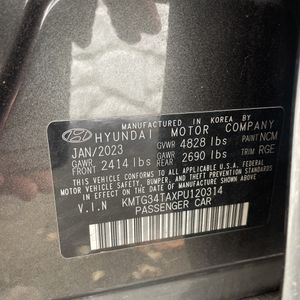 MANUFACTURED IN KOREA BY
HYUNDAI MOTOR COMPANY
JAN/2023 GVWR 4828 lbs PAINT NCM
GAWR FRONT 2414 lbs GAWR REAR 2690 lbs TRIM RGE
THIS VEHICLE CONFORMS TO ALL APPLICABLE U.S.A. FEDERAL
MOTOR VEHICLE SAFETY, BUMPER, AND THEFT PREVENTION
STANDARDS IN EFFECT ON THE DATE OF MANUFACTURE SHOWN ABOVE.
V.I.N KMTG34TAXPU120314
PASSENGER CAR